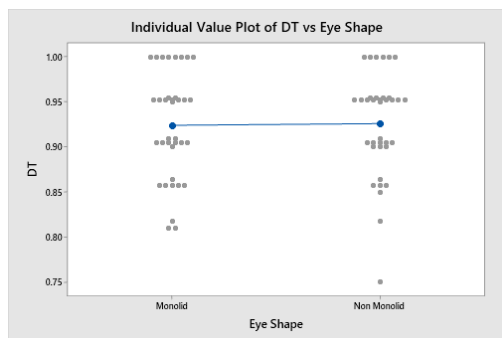 Individual Value Plot of DT vs Eye Shape
1.00
0.95
0.90
0.85
0.80
0.75
DT
Monolid
Non Monolid
Eye Shape